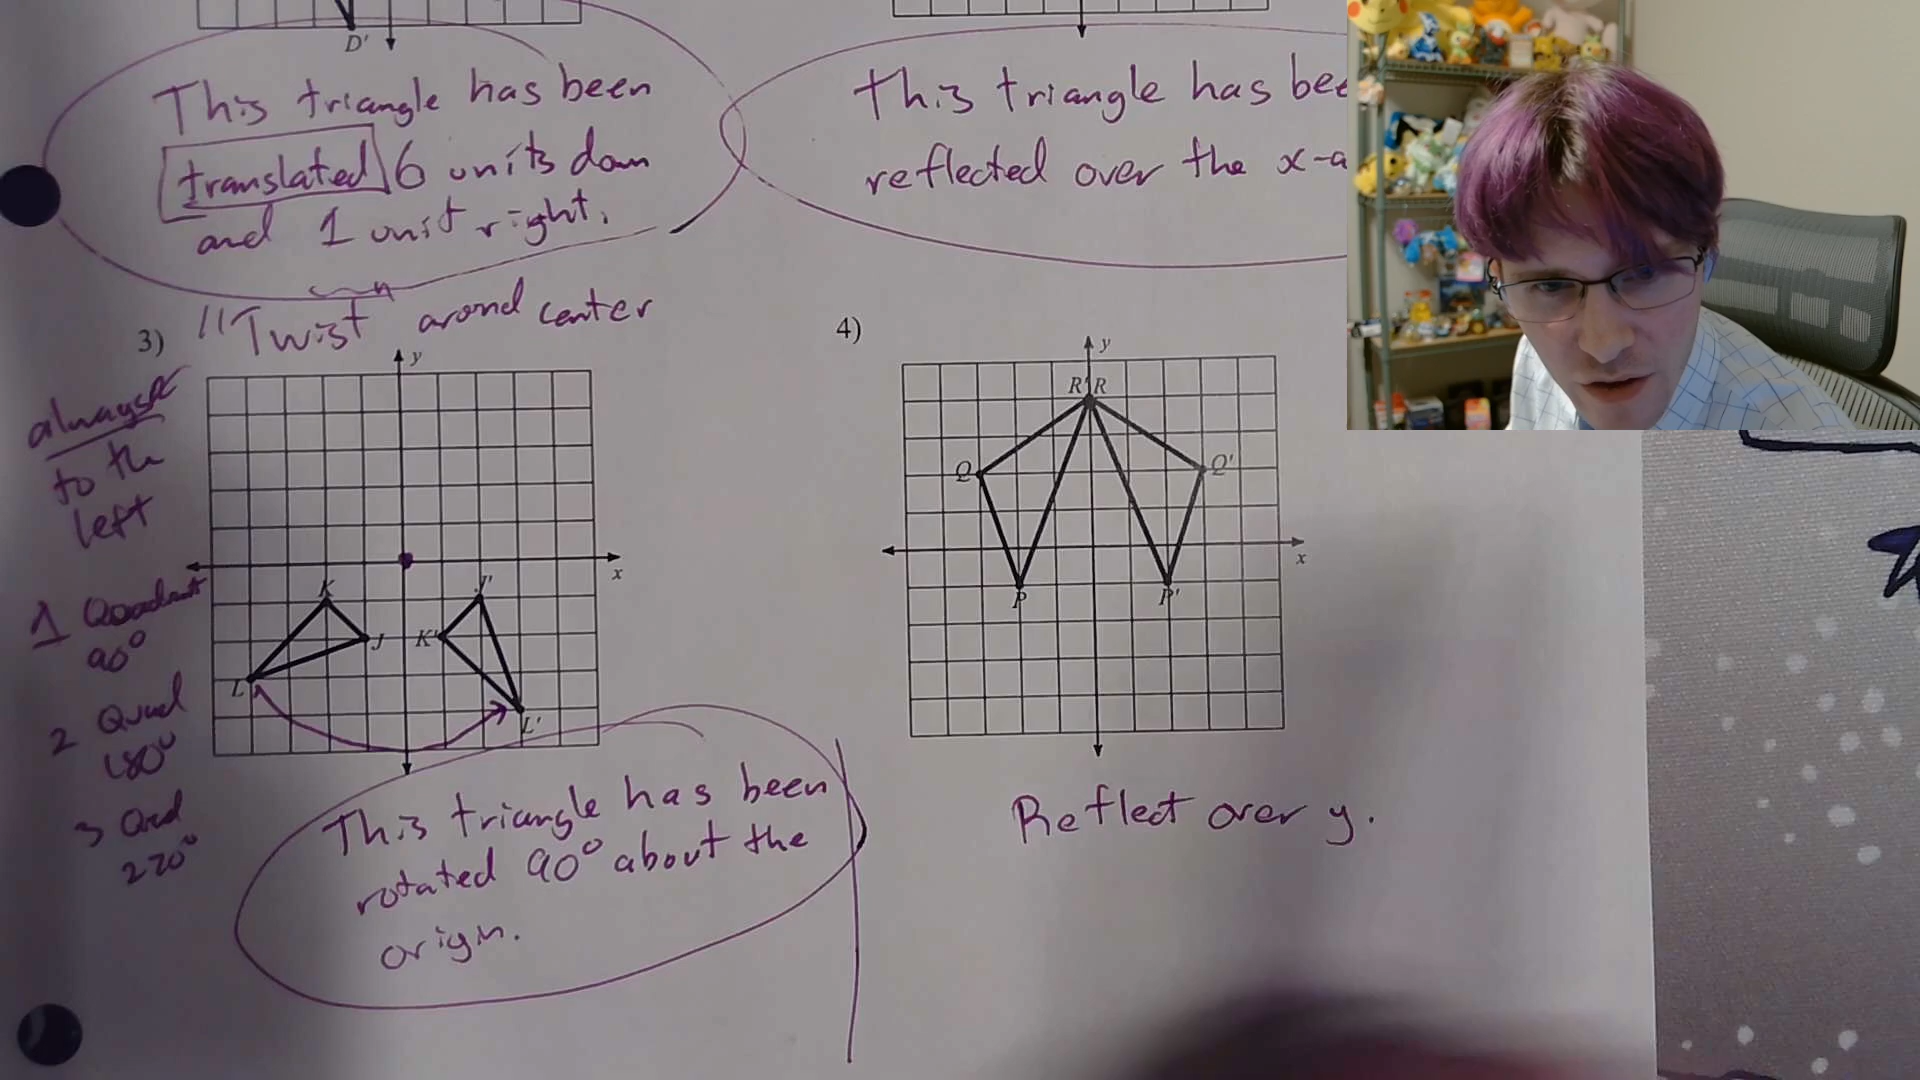 D'
This triangle has been
translated 6 units down
and 1 unit right.
This triangle has bee
reflected over the x-a
3) "Twist" around center
always
to the
left
1 Quadrant
90°
2 Quad
180°
3 Quad
270°
y
x
K
J
L
J'
K'
L'
This triangle has been
rotated 90° about the
origin.
4)
y
R' R
Q
Q'
x
P
P'
Reflect over y.